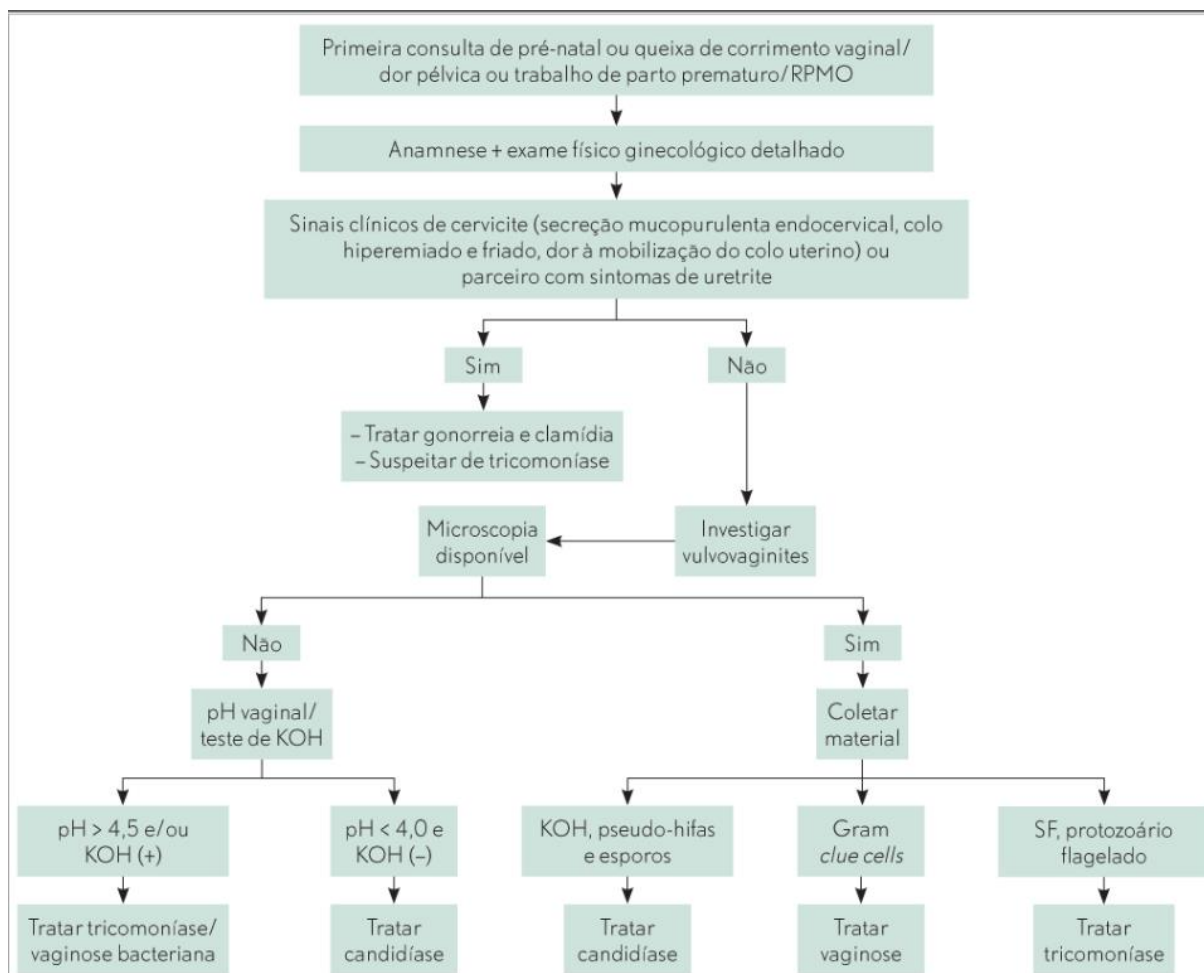 Primeira consulta de pré-natal ou queixa de corrimento vaginal/
dor pélvica ou trabalho de parto prematuro/RPMO
Anamnese + exame físico ginecológico detalhado
Sinais clínicos de cervicite (secreção mucopurulenta endocervical, colo
hiperemiado e friado, dor à mobilização do colo uterino) ou
parceiro com sintomas de uretrite
Sim
Não
– Tratar gonorreia e clamídia
– Suspeitar de tricomoníase
Microscopia
disponível
Investigar
vulvovaginites
Não
Sim
pH vaginal/
teste de KOH
Coletar
material
pH > 4,5 e/ou
KOH (+)
pH < 4,0 e
KOH (–)
KOH, pseudo-hifas
e esporos
Gram
clue cells
SF, protozoário
flagelado
Tratar tricomoníase/
vaginose bacteriana
Tratar
candidíase
Tratar
candidíase
Tratar
vaginose
Tratar
tricomoníase